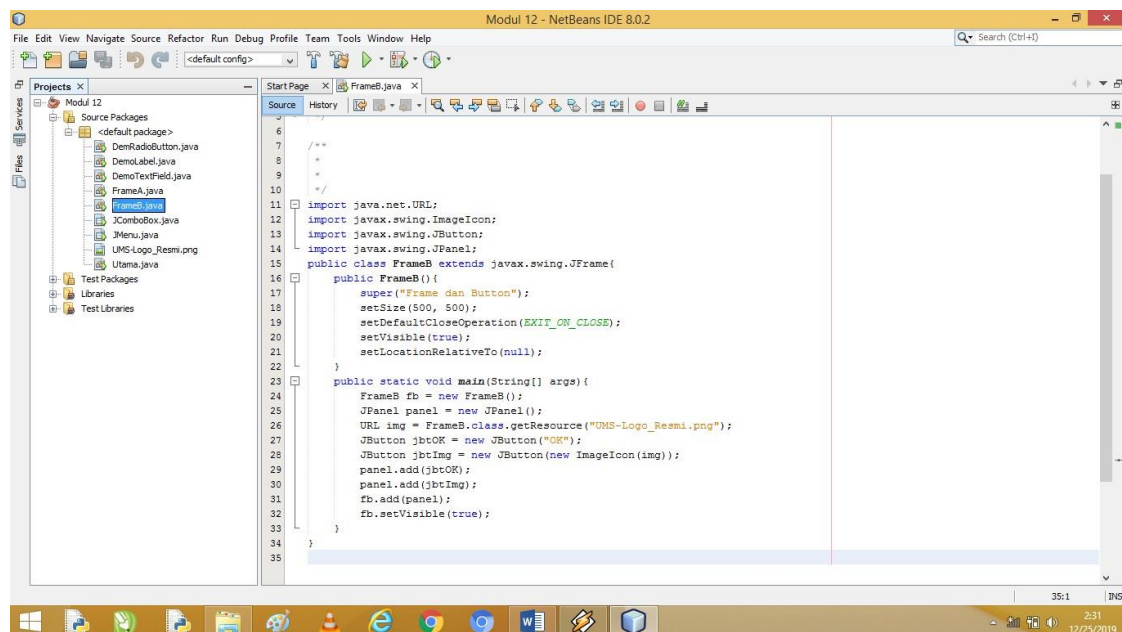 Modul 12 - NetBeans IDE 8.0.2
File Edit View Navigate Source Refactor Run Debug Profile Team Tools Window Help
Search (Ctrl+I)
<default config>
Projects
Services
Files
Modul 12
Source Packages
<default package>
DemRadioButton.java
DemoLabel.java
DemoTextField.java
FrameA.java
FrameB.java
JComboBox.java
JMenu.java
UMS-Logo_Resmi.png
Utama.java
Test Packages
Libraries
Test Libraries
Start Page FrameB.java
Source History
5 */
6
7 /**
8 *
9 *
10 */
11 import java.net.URL;
12 import javax.swing.ImageIcon;
13 import javax.swing.JButton;
14 import javax.swing.JPanel;
15 public class FrameB extends javax.swing.JFrame{
16 public FrameB(){
17 super("Frame dan Button");
18 setSize(500, 500);
19 setDefaultCloseOperation(EXIT_ON_CLOSE);
20 setVisible(true);
21 setLocationRelativeTo(null);
22 }
23 public static void main(String[] args){
24 FrameB fb = new FrameB();
25 JPanel panel = new JPanel();
26 URL img = FrameB.class.getResource("UMS-Logo_Resmi.png");
27 JButton jbtOK = new JButton("OK");
28 JButton jbtImg = new JButton(new ImageIcon(img));
29 panel.add(jbtOK);
30 panel.add(jbtImg);
31 fb.add(panel);
32 fb.setVisible(true);
33 }
34 }
35
35:1 INS
2:31
12/25/2019